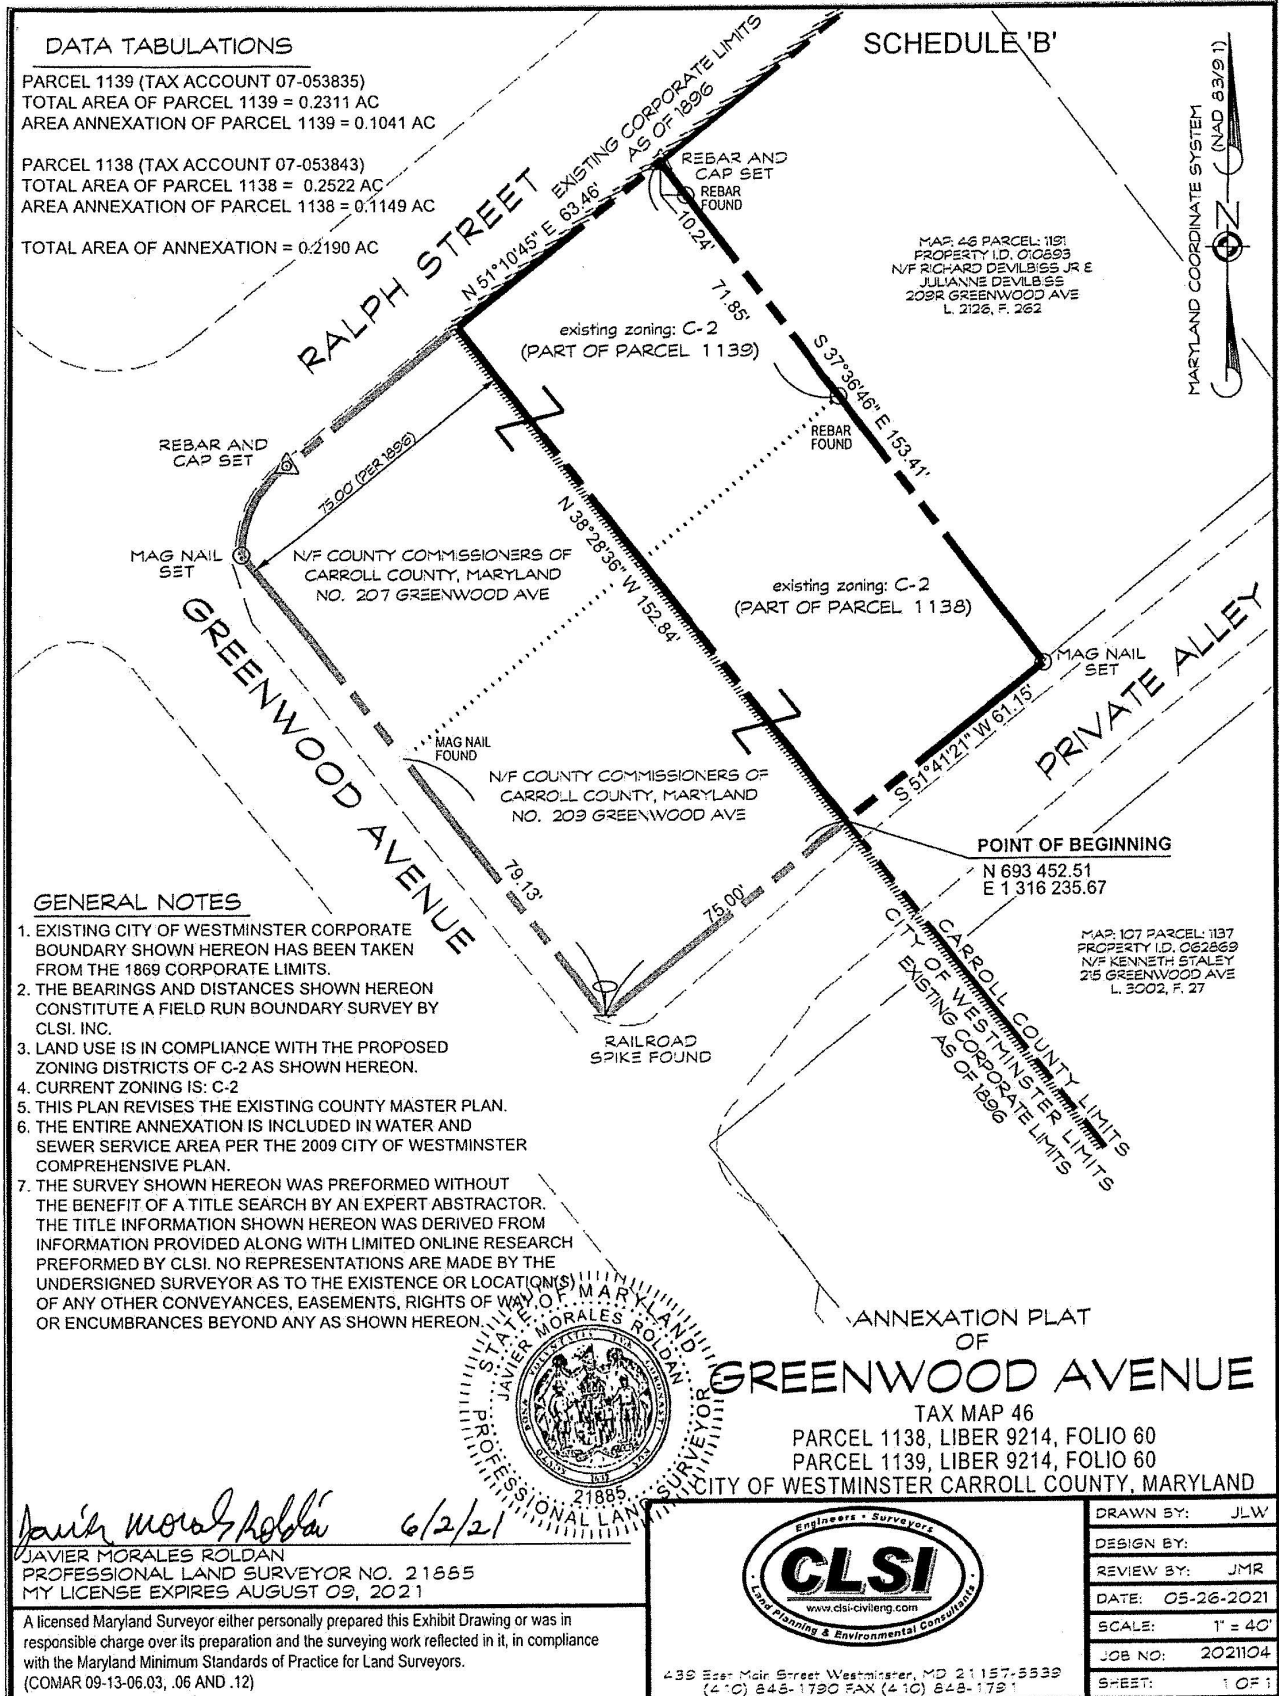 SCHEDULE 'B'
DATA TABULATIONS
PARCEL 1139 (TAX ACCOUNT 07-053835)
TOTAL AREA OF PARCEL 1139 = 0.2311 AC
AREA ANNEXATION OF PARCEL 1139 = 0.1041 AC
PARCEL 1138 (TAX ACCOUNT 07-053843)
TOTAL AREA OF PARCEL 1138 = 0.2522 AC
AREA ANNEXATION OF PARCEL 1138 = 0.1149 AC
TOTAL AREA OF ANNEXATION = 0.2190 AC
MARYLAND COORDINATE SYSTEM
(NAD 83/91)
N
EXISTING CORPORATE LIMITS
AS OF 1896
RALPH STREET
N 51°10'45" E 63.46'
REBAR AND
CAP SET
REBAR
FOUND
10.24'
71.85'
S 37°36'46" E 153.41'
MAP: 46 PARCEL: 1191
PROPERTY I.D. 010893
N/F RICHARD DEVILBISS JR &
JULIANNE DEVILBISS
209R GREENWOOD AVE
L. 2126, F. 262
existing zoning: C-2
(PART OF PARCEL 1139)
REBAR
FOUND
REBAR AND
CAP SET
75.00' (PER 1896)
MAG NAIL
SET
N/F COUNTY COMMISSIONERS OF
CARROLL COUNTY, MARYLAND
NO. 207 GREENWOOD AVE
N 38°28'36" W 152.84'
existing zoning: C-2
(PART OF PARCEL 1138)
MAG NAIL
SET
PRIVATE ALLEY
S 51°41'21" W 61.15'
GREENWOOD AVENUE
MAG NAIL
FOUND
N/F COUNTY COMMISSIONERS OF
CARROLL COUNTY, MARYLAND
NO. 209 GREENWOOD AVE
79.13'
75.00'
RAILROAD
SPIKE FOUND
POINT OF BEGINNING
N 693 452.51
E 1 316 235.67
CARROLL COUNTY LIMITS
CITY OF WESTMINSTER LIMITS
EXISTING CORPORATE LIMITS
AS OF 1896
MAP: 107 PARCEL: 1137
PROPERTY I.D. 062869
N/F KENNETH STALEY
215 GREENWOOD AVE
L. 3002, F. 27
GENERAL NOTES
1. EXISTING CITY OF WESTMINSTER CORPORATE
BOUNDARY SHOWN HEREON HAS BEEN TAKEN
FROM THE 1869 CORPORATE LIMITS.
2. THE BEARINGS AND DISTANCES SHOWN HEREON
CONSTITUTE A FIELD RUN BOUNDARY SURVEY BY
CLSI. INC.
3. LAND USE IS IN COMPLIANCE WITH THE PROPOSED
ZONING DISTRICTS OF C-2 AS SHOWN HEREON.
4. CURRENT ZONING IS: C-2
5. THIS PLAN REVISES THE EXISTING COUNTY MASTER PLAN.
6. THE ENTIRE ANNEXATION IS INCLUDED IN WATER AND
SEWER SERVICE AREA PER THE 2009 CITY OF WESTMINSTER
COMPREHENSIVE PLAN.
7. THE SURVEY SHOWN HEREON WAS PREFORMED WITHOUT
THE BENEFIT OF A TITLE SEARCH BY AN EXPERT ABSTRACTOR.
THE TITLE INFORMATION SHOWN HEREON WAS DERIVED FROM
INFORMATION PROVIDED ALONG WITH LIMITED ONLINE RESEARCH
PREFORMED BY CLSI. NO REPRESENTATIONS ARE MADE BY THE
UNDERSIGNED SURVEYOR AS TO THE EXISTENCE OR LOCATION(S)
OF ANY OTHER CONVEYANCES, EASEMENTS, RIGHTS OF WAY
OR ENCUMBRANCES BEYOND ANY AS SHOWN HEREON.
STATE OF MARYLAND
JAVIER MORALES ROLDAN
21885
PROFESSIONAL LAND SURVEYOR
ANNEXATION PLAT
OF
GREENWOOD AVENUE
TAX MAP 46
PARCEL 1138, LIBER 9214, FOLIO 60
PARCEL 1139, LIBER 9214, FOLIO 60
CITY OF WESTMINSTER CARROLL COUNTY, MARYLAND
Javier Morales Roldán 6/2/21
JAVIER MORALES ROLDAN
PROFESSIONAL LAND SURVEYOR NO. 21885
MY LICENSE EXPIRES AUGUST 09, 2021
A licensed Maryland Surveyor either personally prepared this Exhibit Drawing or was in
responsible charge over its preparation and the surveying work reflected in it, in compliance
with the Maryland Minimum Standards of Practice for Land Surveyors.
(COMAR 09-13-06.03, .06 AND .12)
Engineers • Surveyors
CLSI
www.clsi-civileng.com
Land Planning & Environmental Consultants
439 East Main Street Westminster, MD 21157-5539
(410) 848-1790 FAX (410) 848-1791
DRAWN BY: JLW
DESIGN BY:
REVIEW BY: JMR
DATE: 05-26-2021
SCALE: 1" = 40'
JOB NO: 2021104
SHEET: 1 OF 1